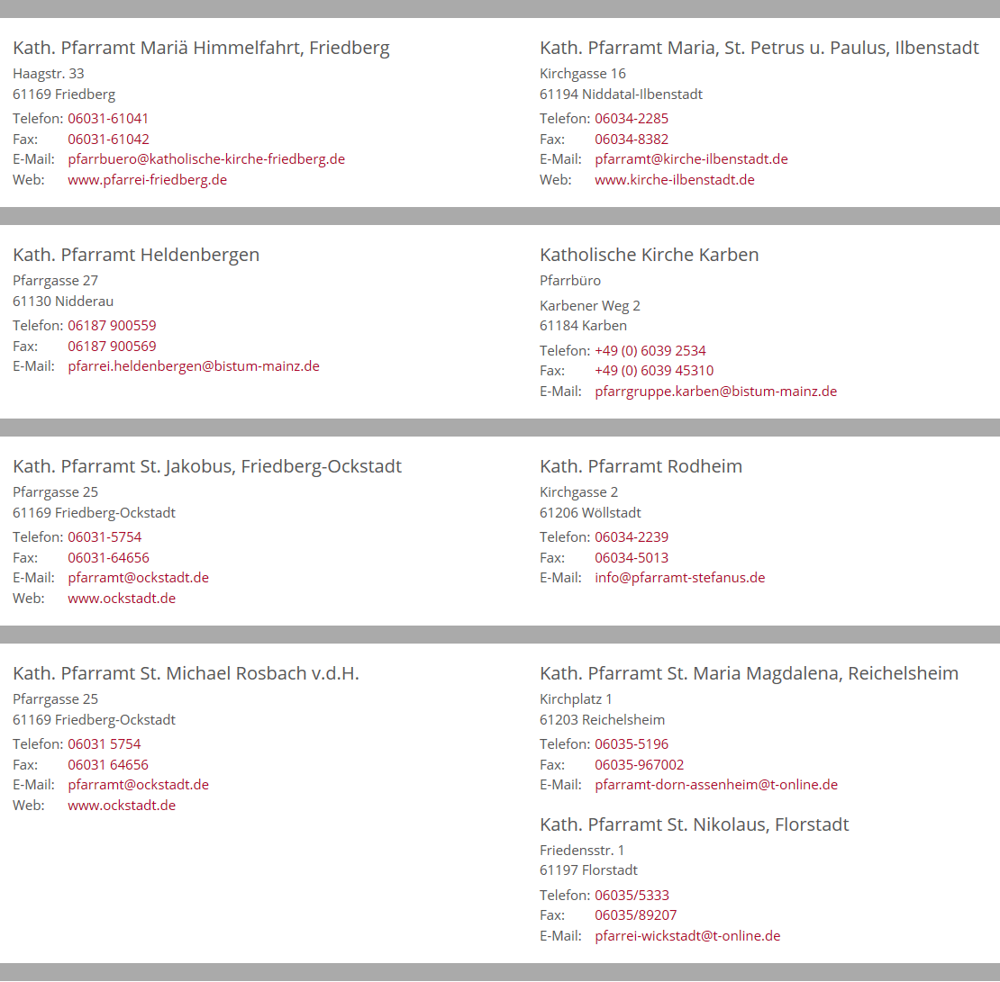 Kath. Pfarramt Mariä Himmelfahrt, Friedberg
Haagstr. 33
61169 Friedberg
Telefon: 06031-61041
Fax: 06031-61042
E-Mail: pfarrbuero@katholische-kirche-friedberg.de
Web: www.pfarrei-friedberg.de
Kath. Pfarramt Maria, St. Petrus u. Paulus, Ilbenstadt
Kirchgasse 16
61194 Niddatal-Ilbenstadt
Telefon: 06034-2285
Fax: 06034-8382
E-Mail: pfarramt@kirche-ilbenstadt.de
Web: www.kirche-ilbenstadt.de
Kath. Pfarramt Heldenbergen
Pfarrgasse 27
61130 Nidderau
Telefon: 06187 900559
Fax: 06187 900569
E-Mail: pfarrei.heldenbergen@bistum-mainz.de
Katholische Kirche Karben
Pfarrbüro
Karbener Weg 2
61184 Karben
Telefon: +49 (0) 6039 2534
Fax: +49 (0) 6039 45310
E-Mail: pfarrgruppe.karben@bistum-mainz.de
Kath. Pfarramt St. Jakobus, Friedberg-Ockstadt
Pfarrgasse 25
61169 Friedberg-Ockstadt
Telefon: 06031-5754
Fax: 06031-64656
E-Mail: pfarramt@ockstadt.de
Web: www.ockstadt.de
Kath. Pfarramt Rodheim
Kirchgasse 2
61206 Wöllstadt
Telefon: 06034-2239
Fax: 06034-5013
E-Mail: info@pfarramt-stefanus.de
Kath. Pfarramt St. Michael Rosbach v.d.H.
Pfarrgasse 25
61169 Friedberg-Ockstadt
Telefon: 06031 5754
Fax: 06031 64656
E-Mail: pfarramt@ockstadt.de
Web: www.ockstadt.de
Kath. Pfarramt St. Maria Magdalena, Reichelsheim
Kirchplatz 1
61203 Reichelsheim
Telefon: 06035-5196
Fax: 06035-967002
E-Mail: pfarramt-dorn-assenheim@t-online.de
Kath. Pfarramt St. Nikolaus, Florstadt
Friedensstr. 1
61197 Florstadt
Telefon: 06035/5333
Fax: 06035/89207
E-Mail: pfarrei-wickstadt@t-online.de